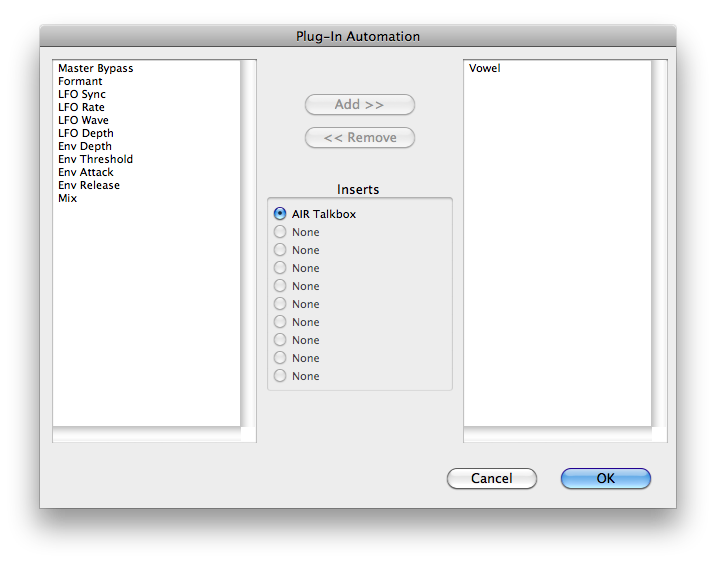 Plug-In Automation
Master Bypass
Formant
LFO Sync
LFO Rate
LFO Wave
LFO Depth
Env Depth
Env Threshold
Env Attack
Env Release
Mix
Add >>
<< Remove
Inserts
AIR Talkbox
None
None
None
None
None
None
None
None
None
Vowel
Cancel
OK